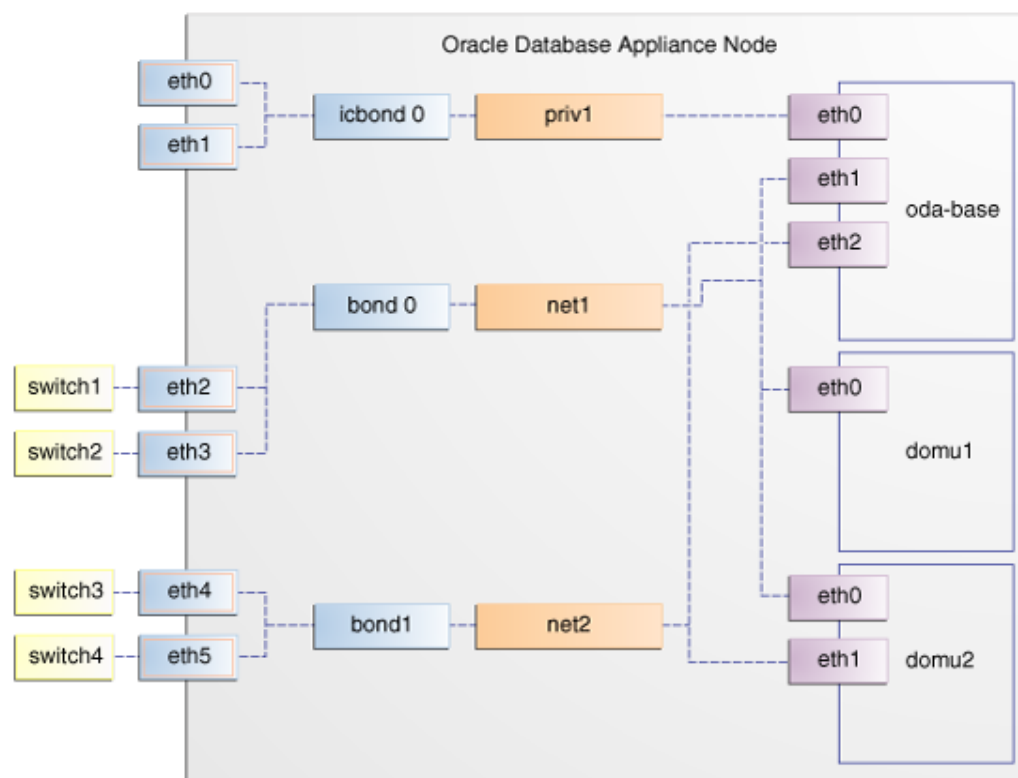 Oracle Database Appliance Node
eth0
icbond 0
priv1
eth0
eth1
eth1
oda-base
eth2
bond 0
net1
switch1
eth2
eth0
switch2
eth3
domu1
switch3
eth4
eth0
bond1
net2
switch4
eth5
eth1
domu2